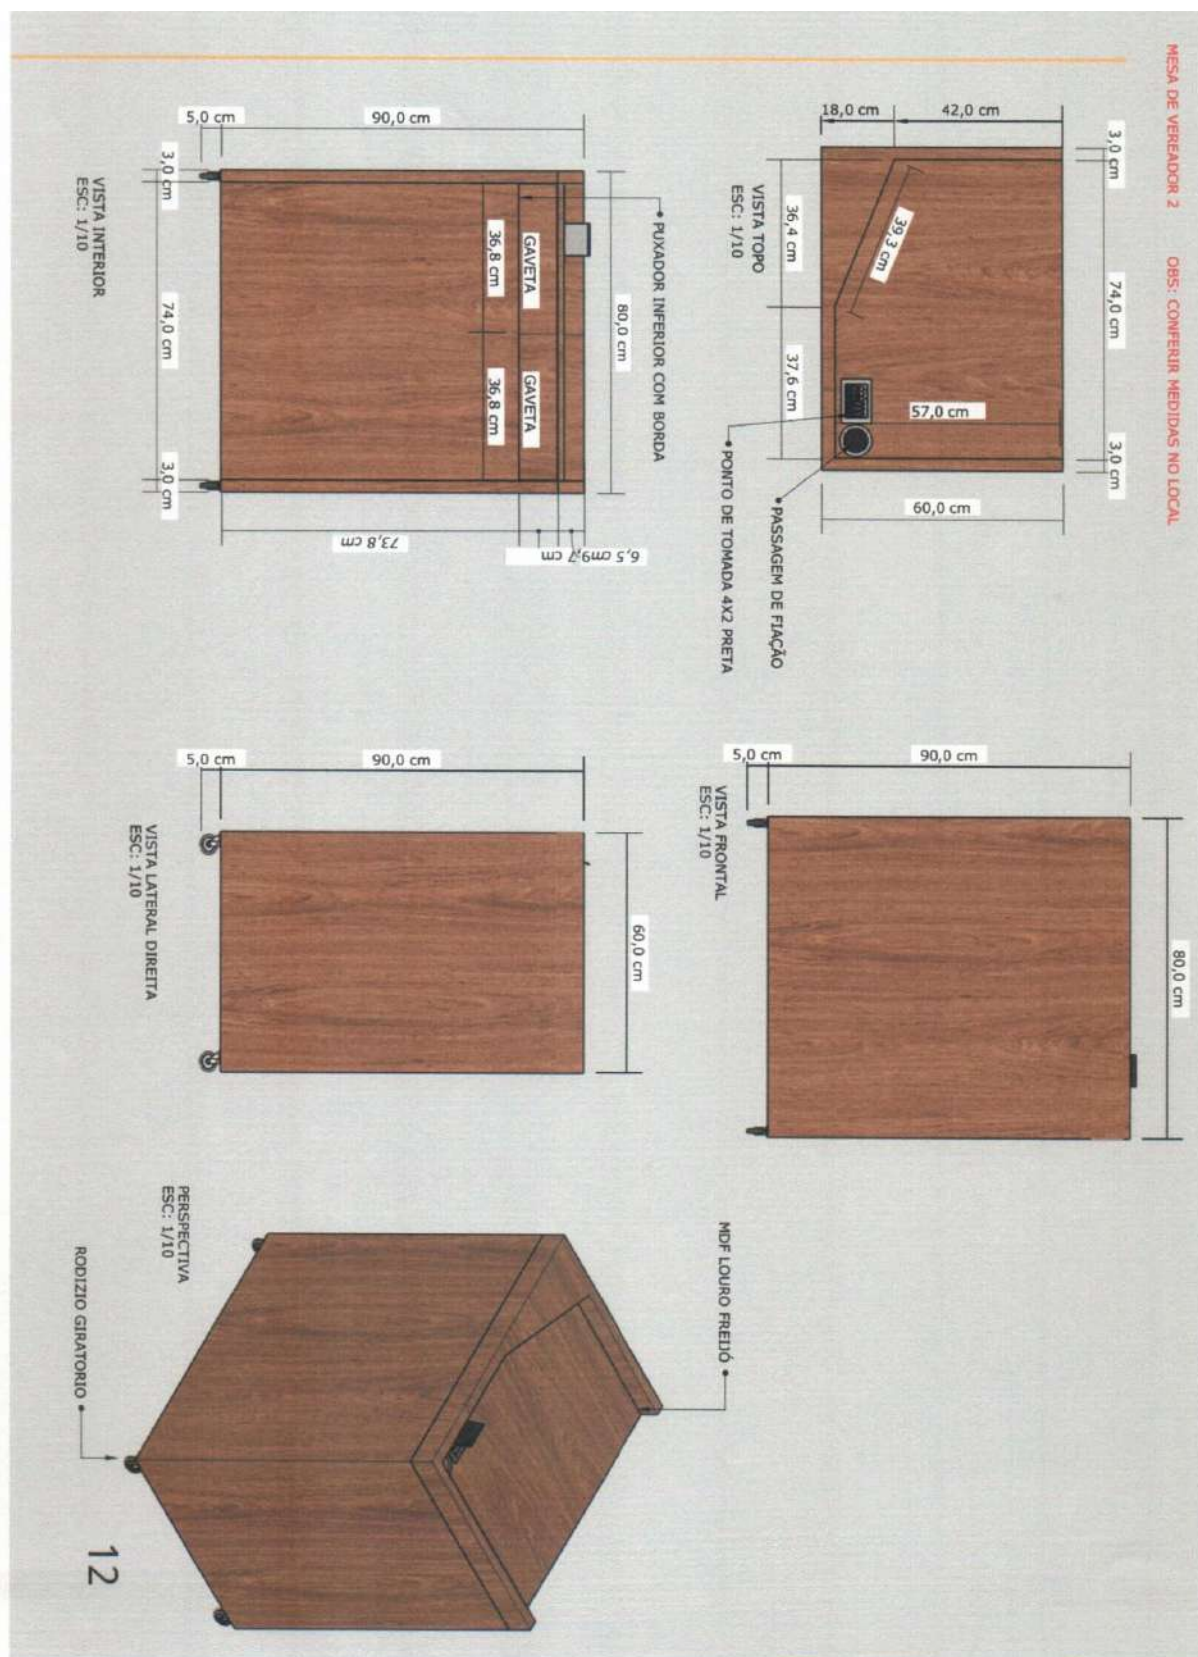 MESA DE VEREADOR 2 OBS: CONFERIR MEDIDAS NO LOCAL
3,0 cm
74,0 cm
3,0 cm
42,0 cm
18,0 cm
39,3 cm
57,0 cm
60,0 cm
36,4 cm
37,6 cm
PASSAGEM DE FIAÇÃO
PONTO DE TOMADA 4X2 PRETA
VISTA TOPO
ESC: 1/10
80,0 cm
90,0 cm
5,0 cm
VISTA FRONTAL
ESC: 1/10
PUXADOR INFERIOR COM BORDA
80,0 cm
90,0 cm
5,0 cm
GAVETA
GAVETA
36,8 cm
36,8 cm
6,5 cm
9,7 cm
73,8 cm
3,0 cm
74,0 cm
3,0 cm
VISTA INTERIOR
ESC: 1/10
60,0 cm
90,0 cm
5,0 cm
VISTA LATERAL DIREITA
ESC: 1/10
MDF LOURO FREIJÓ
PERSPECTIVA
ESC: 1/10
RODIZIO GIRATORIO
12